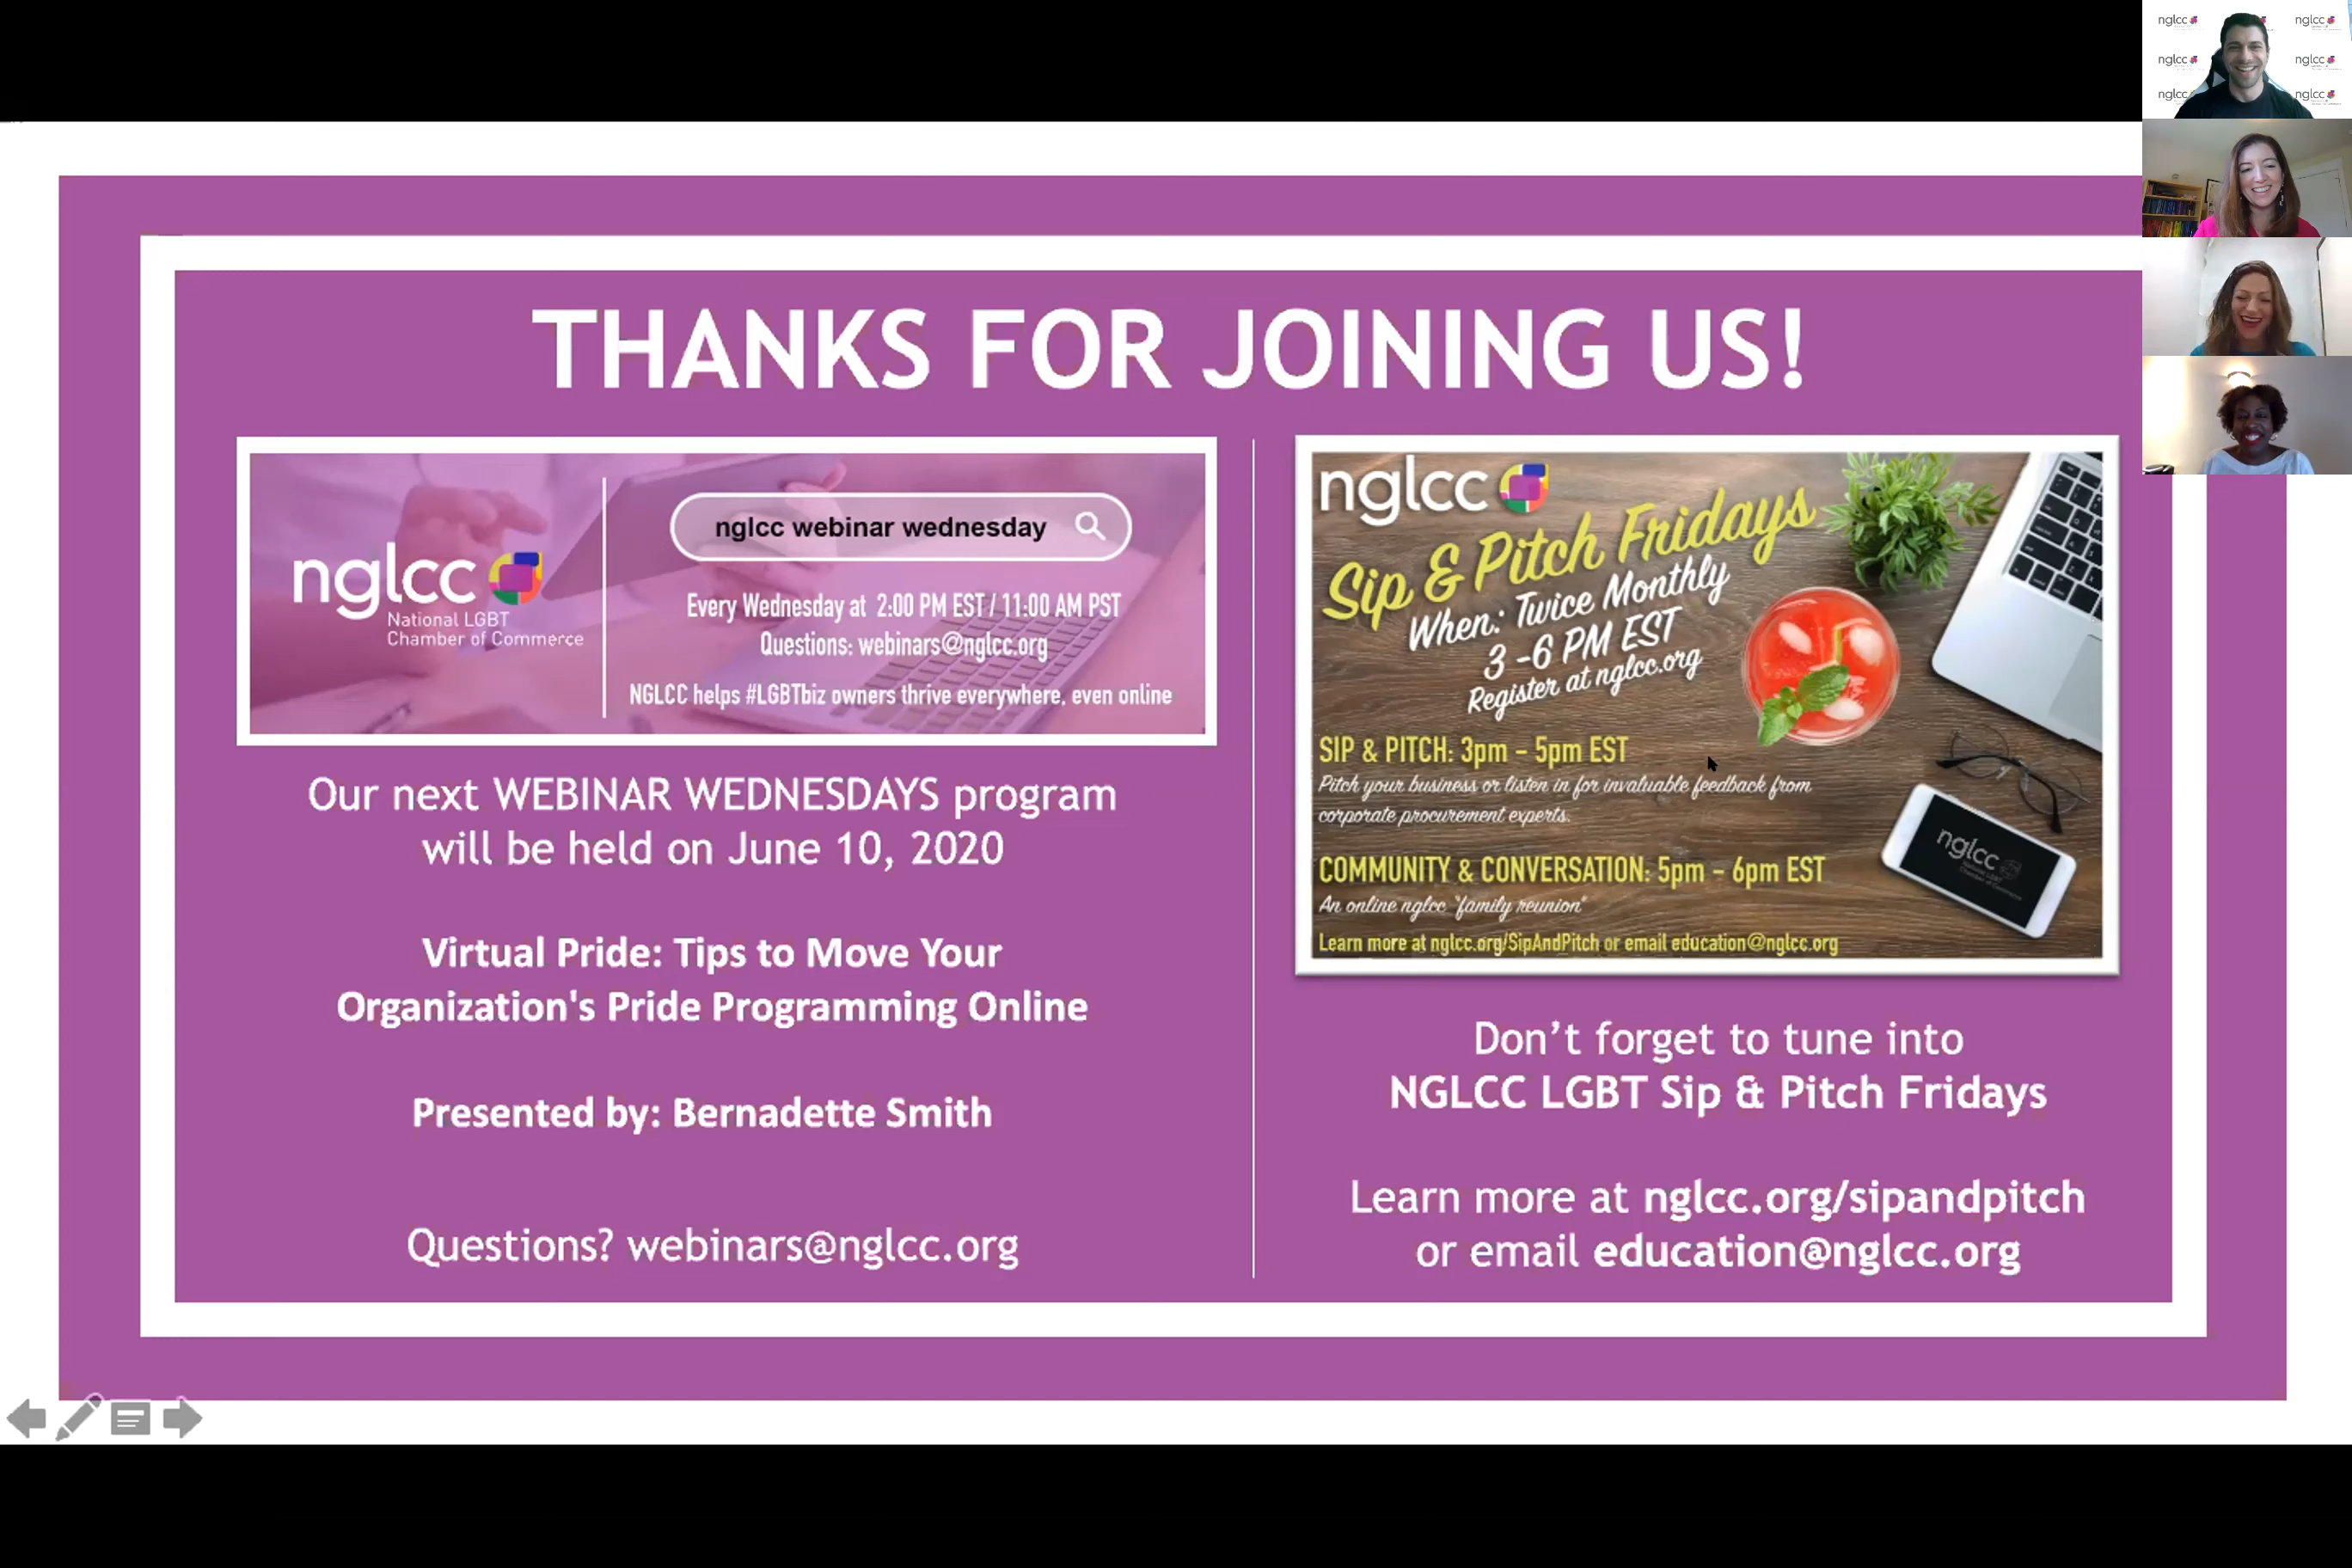 THANKS FOR JOINING US!
nglcc
National LGBT
Chamber of Commerce
nglcc webinar wednesday
Every Wednesday at 2:00 PM EST / 11:00 AM PST
Questions: webinars@nglcc.org
NGLCC helps #LGBTbiz owners thrive everywhere, even online
Our next WEBINAR WEDNESDAYS program
will be held on June 10, 2020
Virtual Pride: Tips to Move Your
Organization's Pride Programming Online
Presented by: Bernadette Smith
Questions? webinars@nglcc.org
nglcc
Sip & Pitch Fridays
When: Twice Monthly
3 -6 PM EST
Register at nglcc.org
SIP & PITCH: 3pm – 5pm EST
Pitch your business or listen in for invaluable feedback from
corporate procurement experts.
COMMUNITY & CONVERSATION: 5pm – 6pm EST
An online nglcc "family reunion"
Learn more at nglcc.org/SipAndPitch or email education@nglcc.org
nglcc
Don’t forget to tune into
NGLCC LGBT Sip & Pitch Fridays
Learn more at nglcc.org/sipandpitch
or email education@nglcc.org
nglcc
nglcc
nglcc
nglcc
nglcc
nglcc